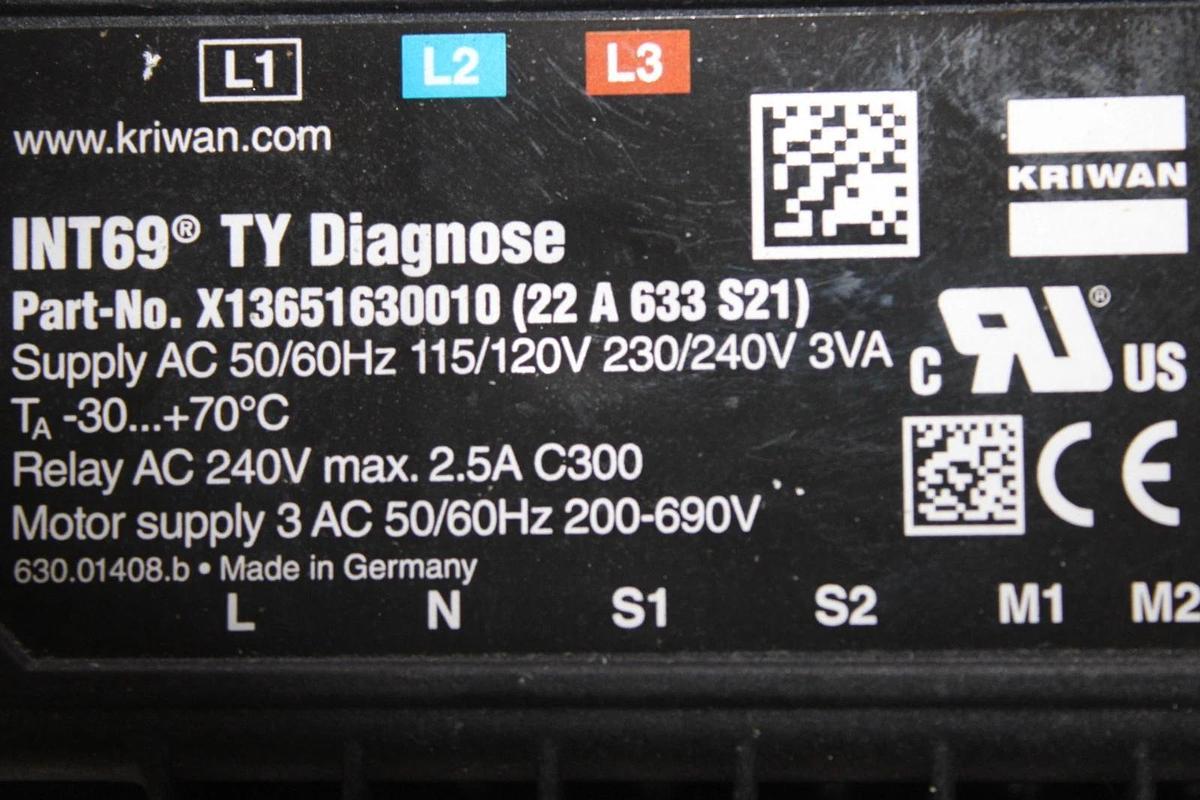 L1 L2 L3
www.kriwan.com
KRIWAN
INT69® TY Diagnose
Part-No. X13651630010 (22 A 633 S21)
Supply AC 50/60Hz 115/120V 230/240V 3VA
C RU® US
TA -30...+70°C
Relay AC 240V max. 2.5A C300
CE
Motor supply 3 AC 50/60Hz 200-690V
630.01408.b • Made in Germany
L N S1 S2 M1 M2